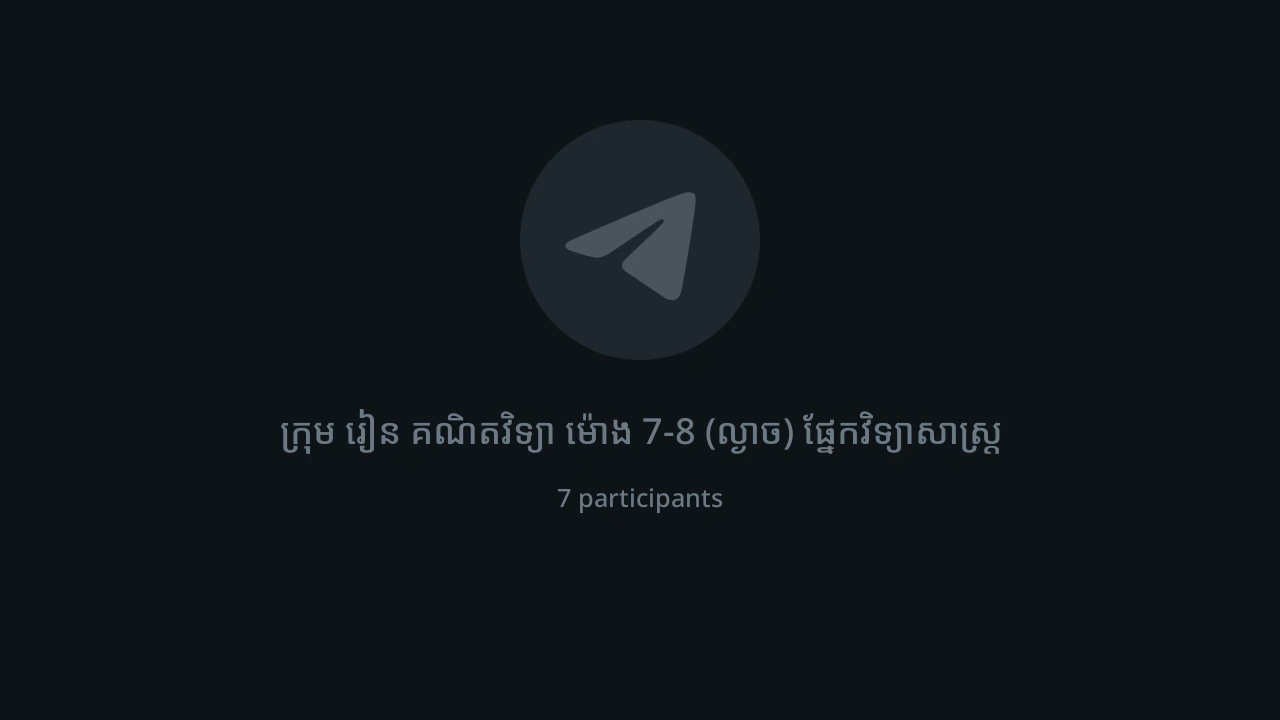 ក្រុម រៀន គណិតវិទ្យា ម៉ោង 7-8 (ល្ងាច) ផ្នែកវិទ្យាសាស្ត្រ
7 participants